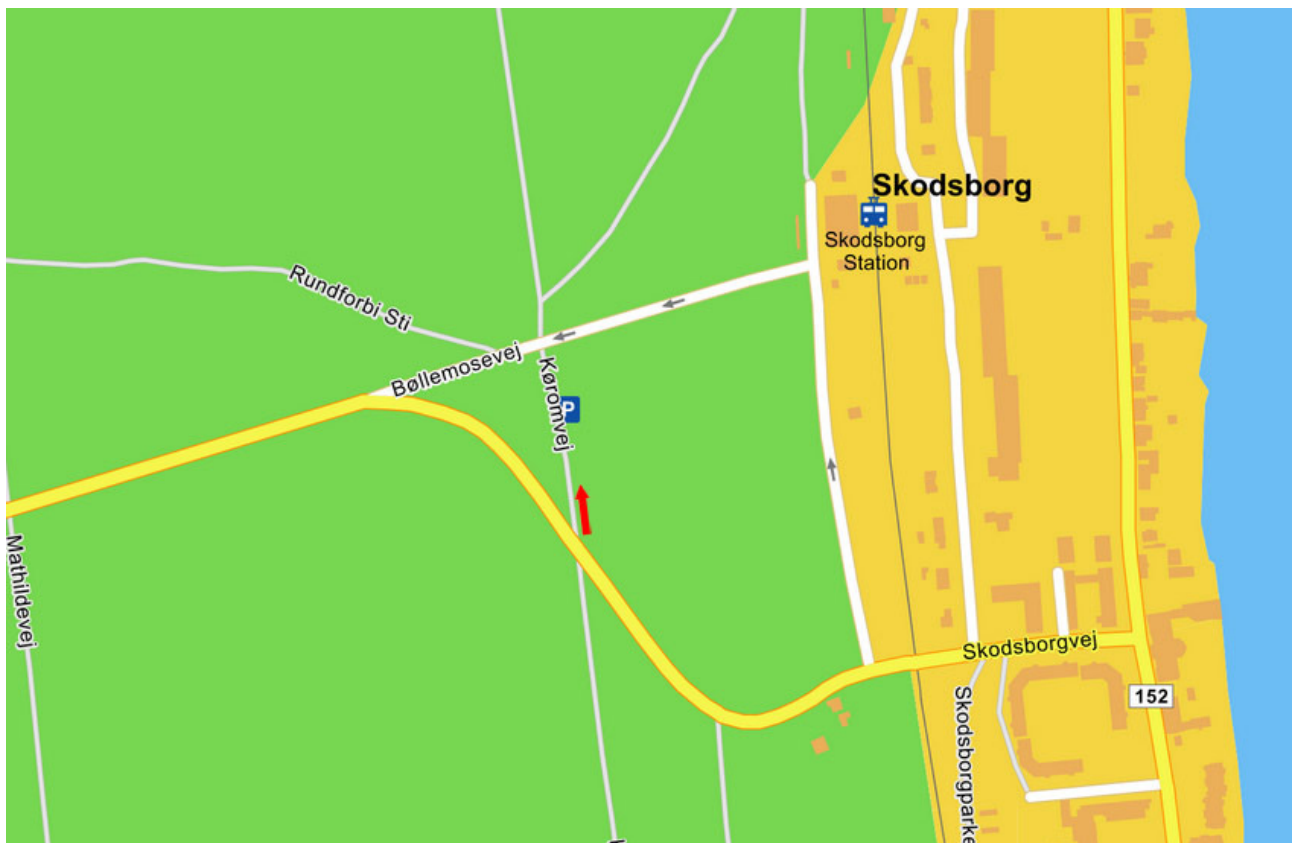 Skodsborg
Skodsborg
Station
Rundforbi Sti
Bøllemosevej
Køromvej
P
Mathildevej
Skodsborgvej
152
Skodsborgparke